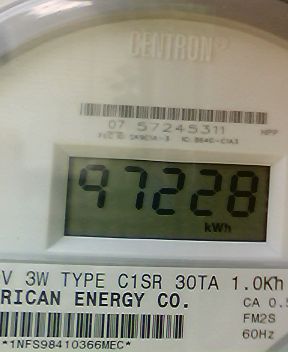 CENTRON®
07 57245311 HPP
97228
kWh
V 3W TYPE C1SR 30TA 1.0Kh
RICAN ENERGY CO.
CA 0.5
FM2S
60Hz
*1NFS98410366MEC*